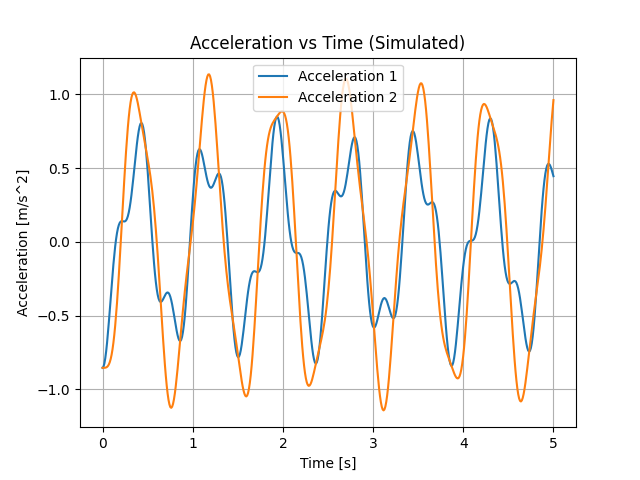 Acceleration vs Time (Simulated)
Acceleration 1
Acceleration 2
Acceleration [m/s^2]
1.0
0.5
0.0
−0.5
−1.0
0 1 2 3 4 5
Time [s]